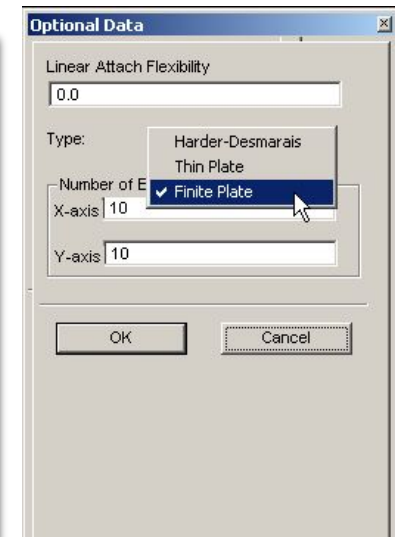 Optional Data
Linear Attach Flexibility
0.0
Type:
Harder-Desmarais
Thin Plate
✓ Finite Plate
Number of E
X-axis 10
Y-axis 10
OK
Cancel